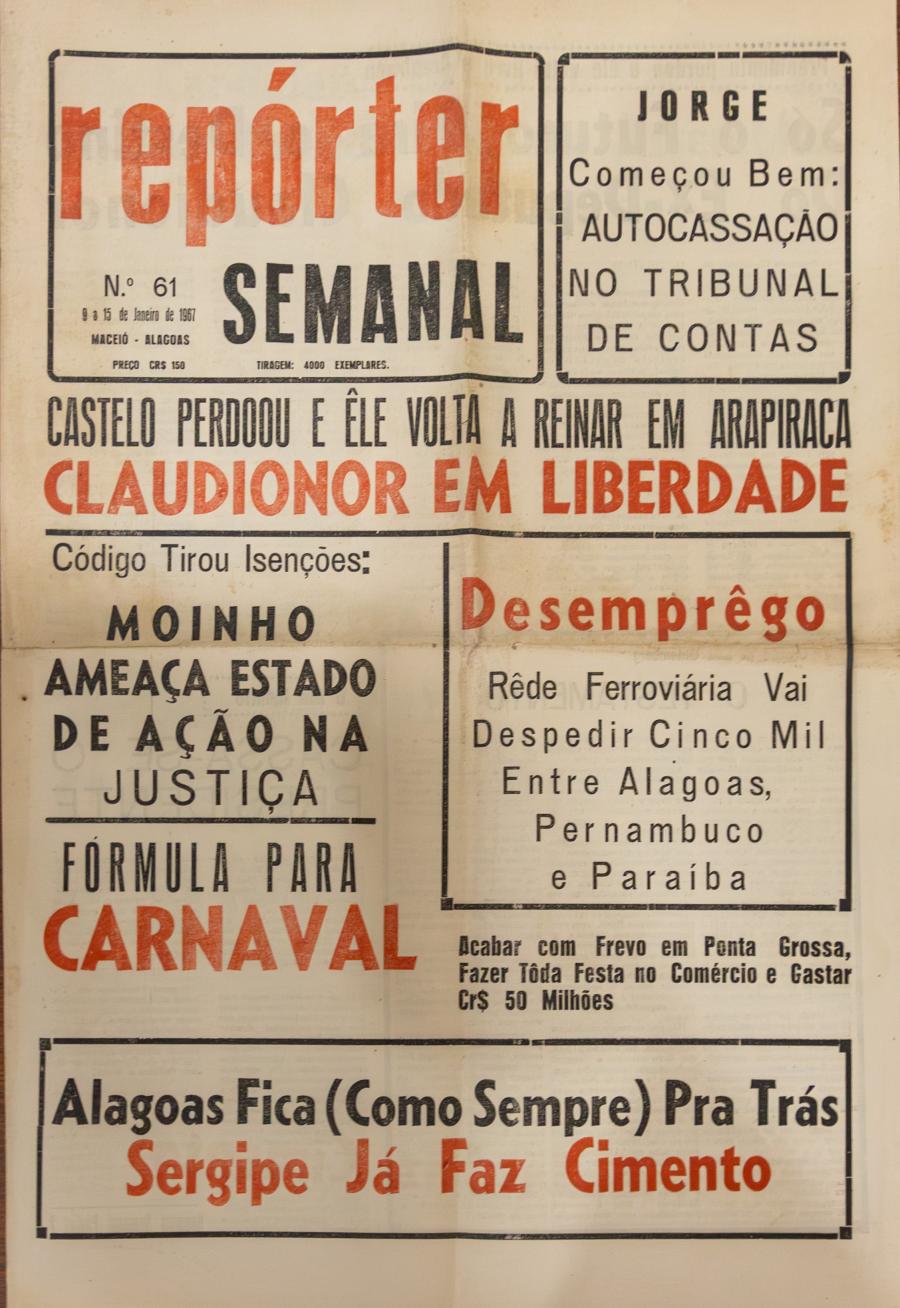 repórter
SEMANAL
N.º 61
9 a 15 de Janeiro de 1967
MACEIÓ - ALAGOAS
PREÇO CR$ 150
TIRAGEM: 4000 EXEMPLARES.
JORGE
Começou Bem:
AUTOCASSAÇÃO
NO TRIBUNAL
DE CONTAS
CASTELO PERDOOU E ÊLE VOLTA A REINAR EM ARAPIRACA
CLAUDIONOR EM LIBERDADE
Código Tirou Isenções:
MOINHO
AMEAÇA ESTADO
DE AÇÃO NA
JUSTIÇA
Desemprêgo
Rêde Ferroviária Vai
Despedir Cinco Mil
Entre Alagoas,
Pernambuco
e Paraíba
FÓRMULA PARA
CARNAVAL
Acabar com Frevo em Ponta Grossa,
Fazer Tôda Festa no Comércio e Gastar
Cr$ 50 Milhões
Alagoas Fica (Como Sempre) Pra Trás
Sergipe Já Faz Cimento